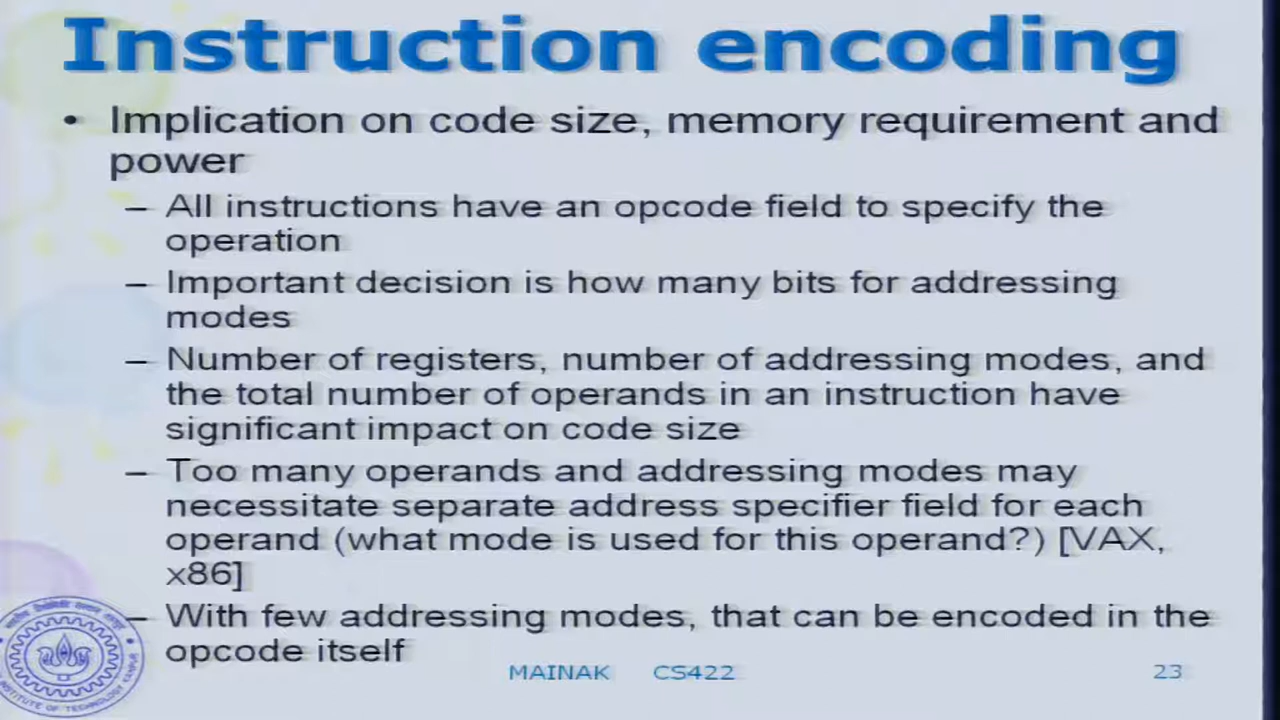 Instruction encoding
• Implication on code size, memory requirement and
power
– All instructions have an opcode field to specify the
operation
– Important decision is how many bits for addressing
modes
– Number of registers, number of addressing modes, and
the total number of operands in an instruction have
significant impact on code size
– Too many operands and addressing modes may
necessitate separate address specifier field for each
operand (what mode is used for this operand?) [VAX,
x86]
– With few addressing modes, that can be encoded in the
opcode itself
MAINAK CS422
23
INSTITUTE OF TECHNOLOGY